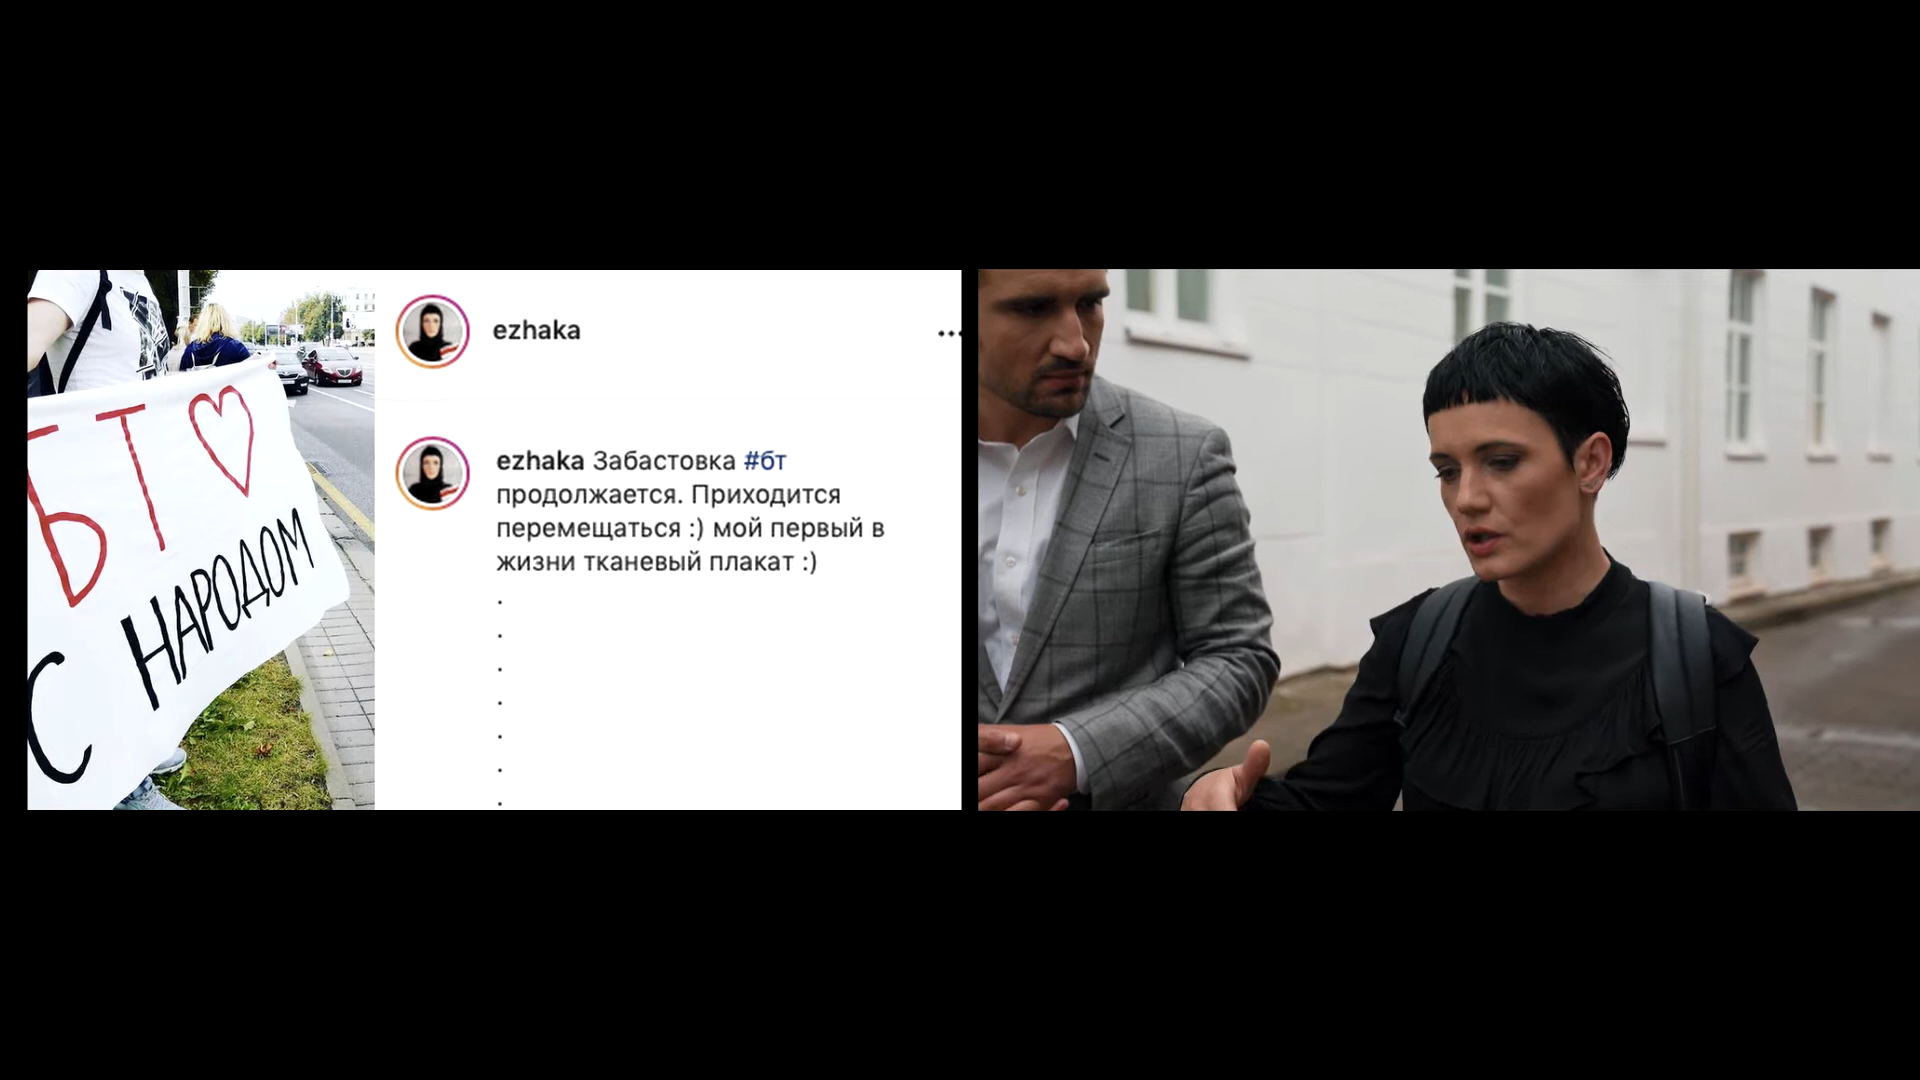 БТ
С НАРОДОМ
ezhaka
ezhaka Забастовка #бт
продолжается. Приходится
перемещаться :) мой первый в
жизни тканевый плакат :)
.
.
.
.
.
.
.